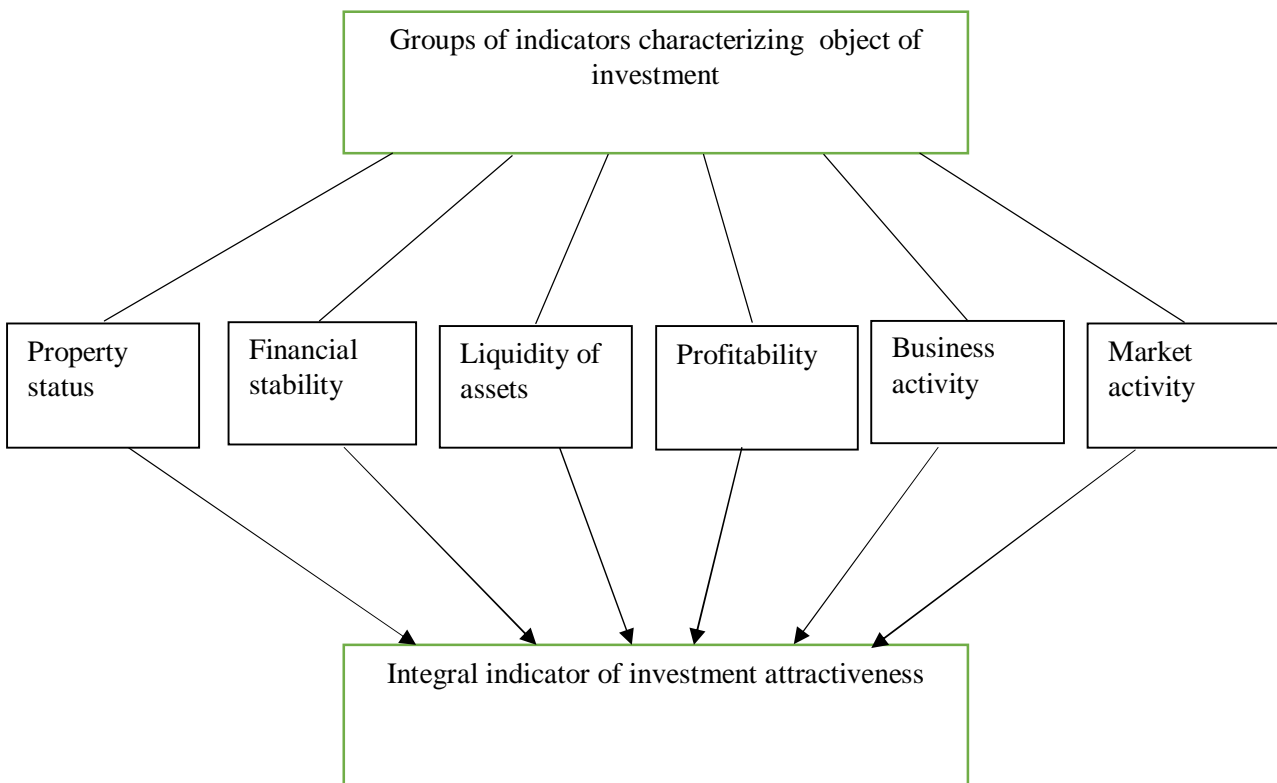 Groups of indicators characterizing object of
investment
Property
status
Financial
stability
Liquidity of
assets
Profitability
Business
activity
Market
activity
Integral indicator of investment attractiveness